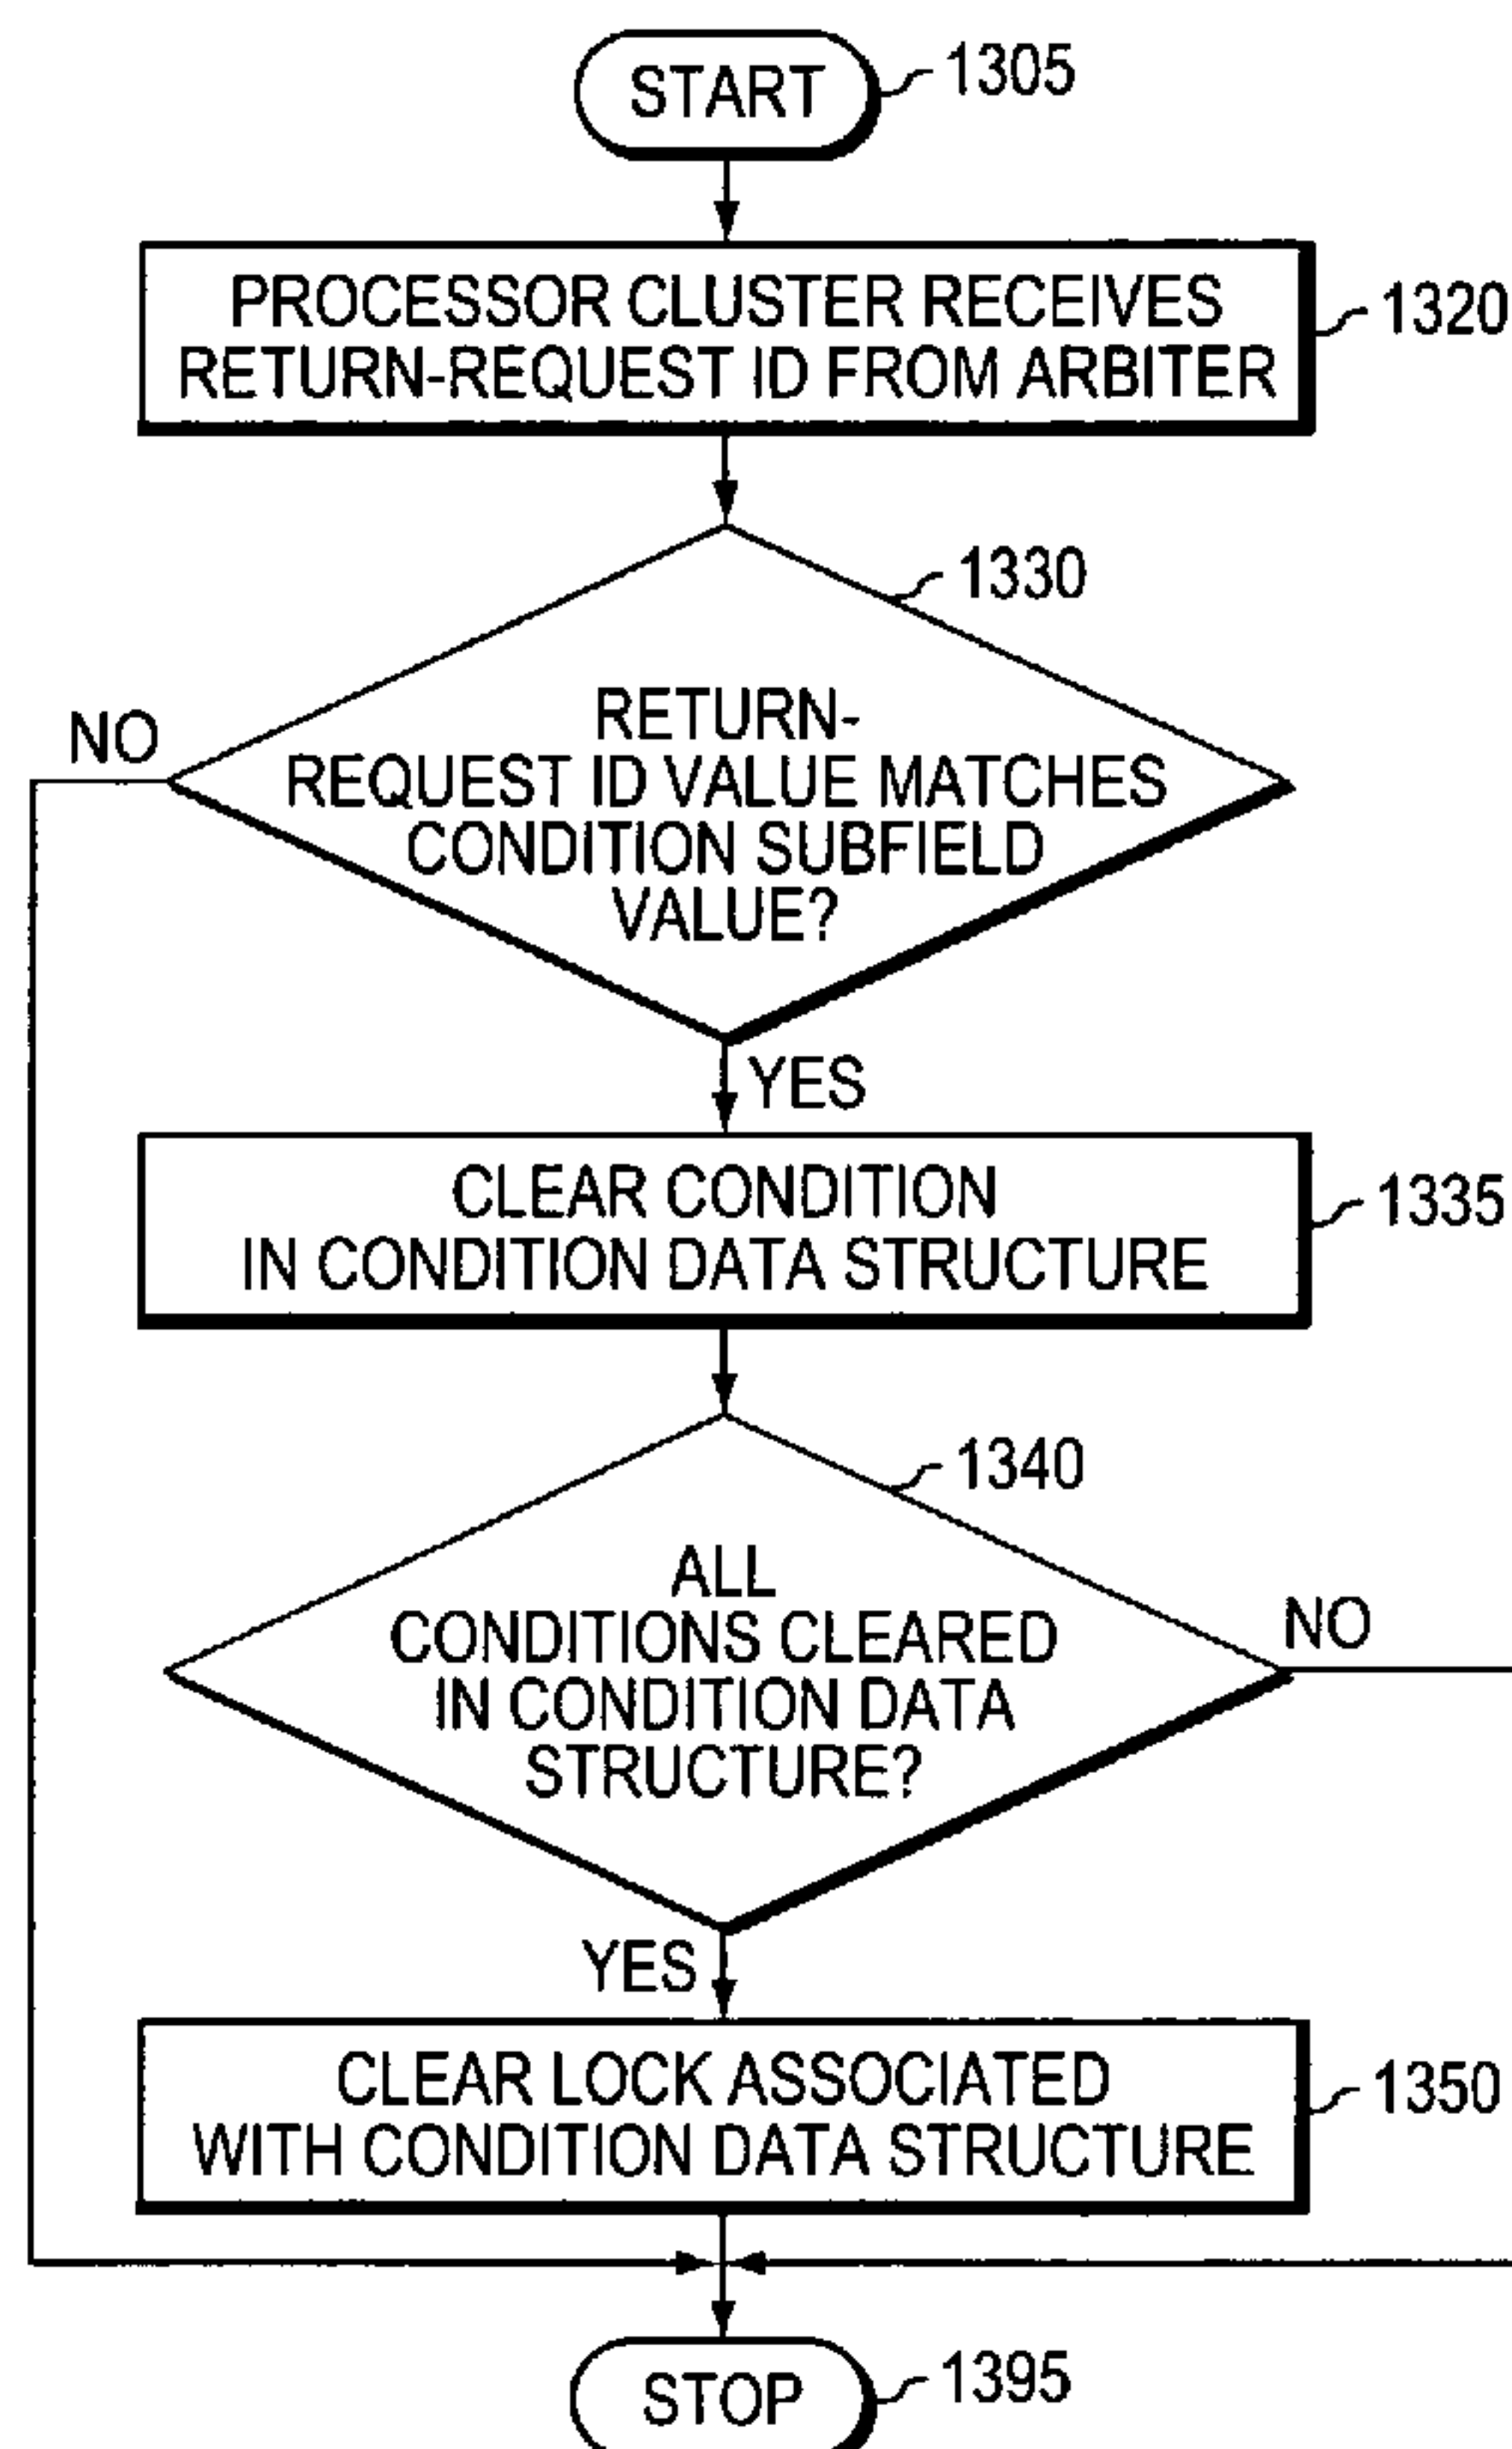 START
1305
PROCESSOR CLUSTER RECEIVES
RETURN-REQUEST ID FROM ARBITER
1320
1330
RETURN-
REQUEST ID VALUE MATCHES
CONDITION SUBFIELD
VALUE?
NO
YES
CLEAR CONDITION
IN CONDITION DATA STRUCTURE
1335
1340
ALL
CONDITIONS CLEARED
IN CONDITION DATA
STRUCTURE?
NO
YES
CLEAR LOCK ASSOCIATED
WITH CONDITION DATA STRUCTURE
1350
STOP
1395